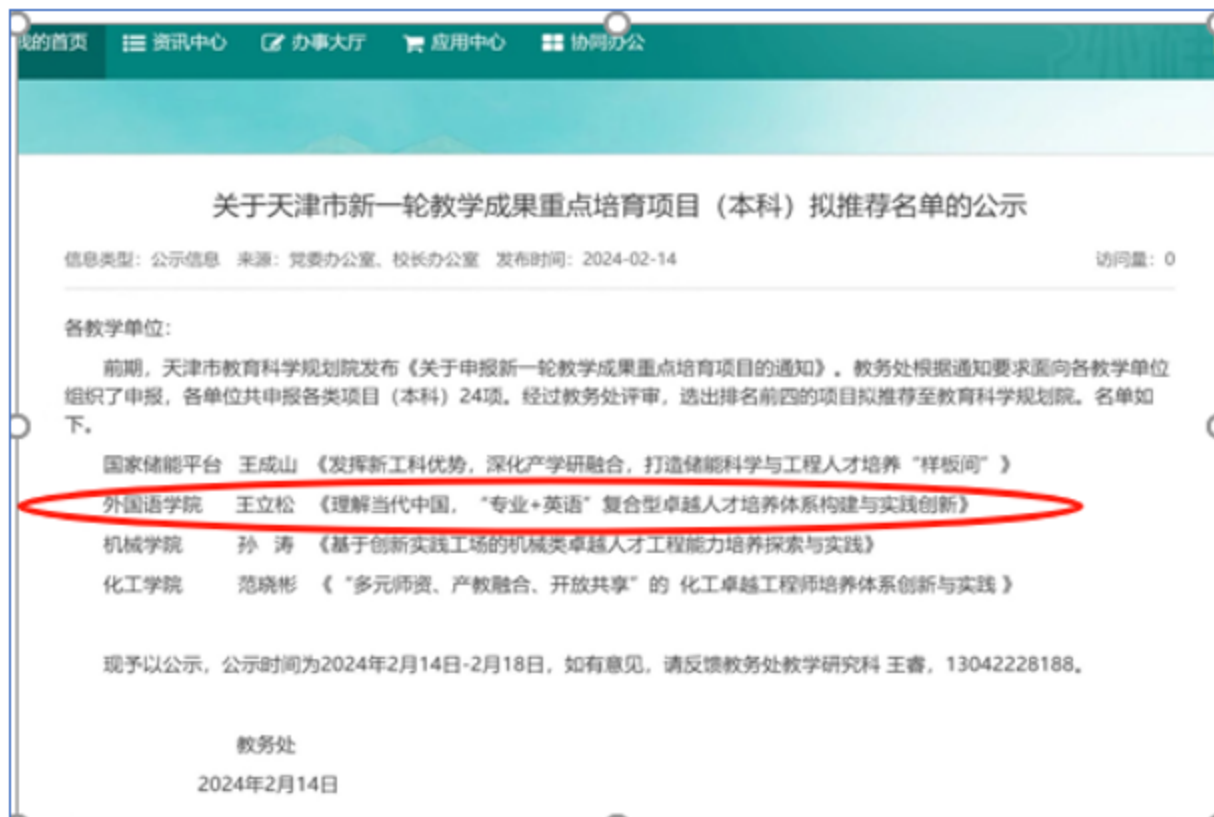 我的首页 资讯中心 办事大厅 应用中心 协同办公
关于天津市新一轮教学成果重点培育项目（本科）拟推荐名单的公示
信息类型：公示信息 来源：党委办公室、校长办公室 发布时间：2024-02-14 访问量：0
各教学单位：
前期，天津市教育科学规划院发布《关于申报新一轮教学成果重点培育项目的通知》。教务处根据通知要求面向各教学单位
组织了申报，各单位共申报各类项目（本科）24项。经过教务处评审，选出排名前四的项目拟推荐至教育科学规划院。名单如
下。
国家储能平台 王成山 《发挥新工科优势，深化产学研融合，打造储能科学与工程人才培养“样板间”》
外国语学院 王立松 《理解当代中国，“专业+英语”复合型卓越人才培养体系构建与实践创新》
机械学院 孙 涛 《基于创新实践工场的机械类卓越人才工程能力培养探索与实践》
化工学院 范晓彬 《“多元师资、产教融合、开放共享”的 化工卓越工程师培养体系创新与实践 》
现予以公示，公示时间为2024年2月14日-2月18日，如有意见，请反馈教务处教学研究科 王睿，13042228188。
教务处
2024年2月14日